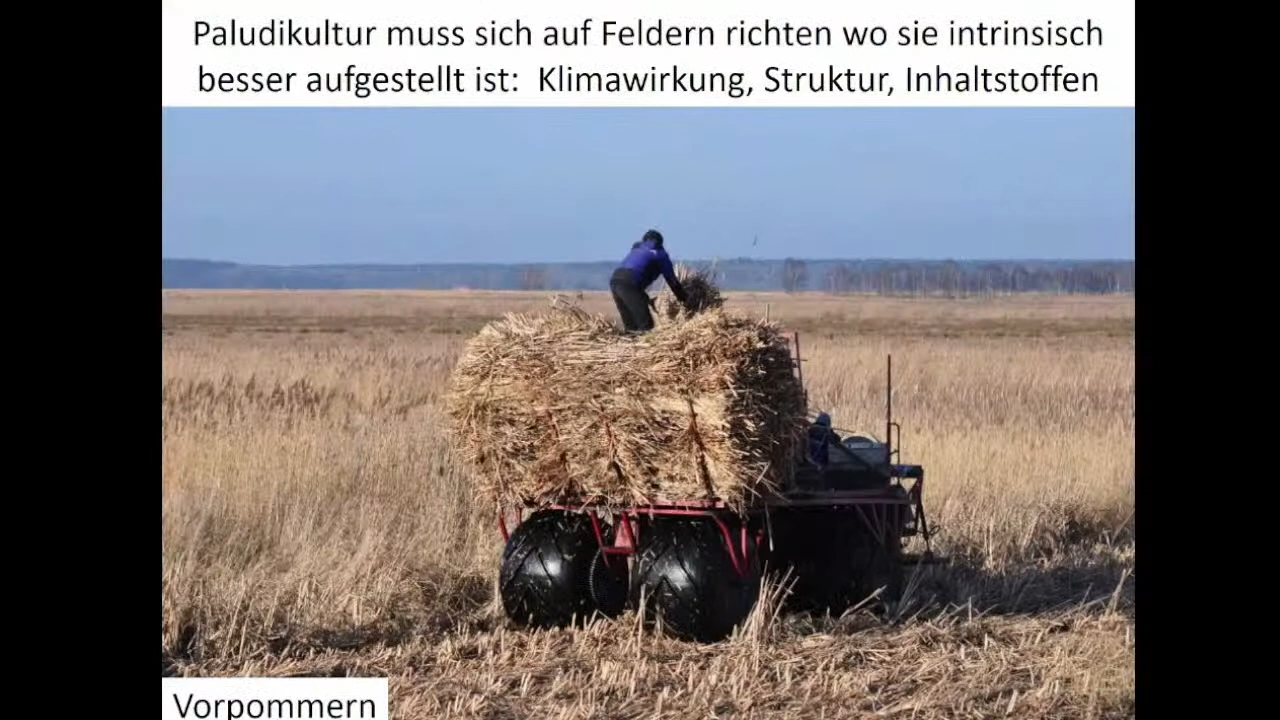 Paludikultur muss sich auf Feldern richten wo sie intrinsisch
besser aufgestellt ist: Klimawirkung, Struktur, Inhaltstoffen
Vorpommern